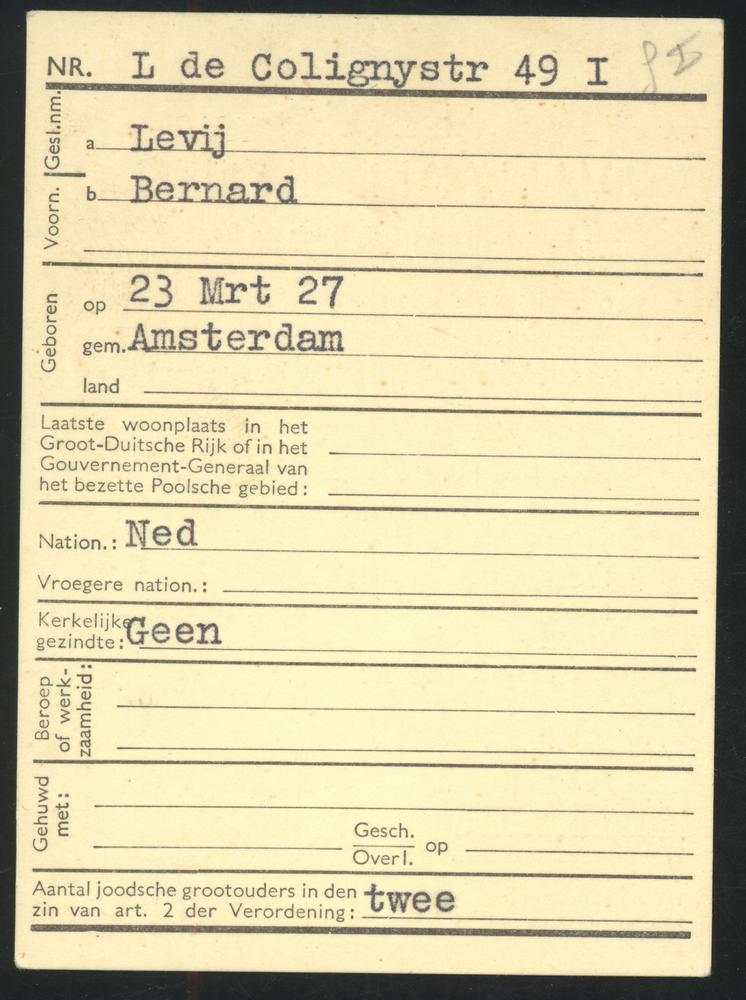 NR. L de Colignystr 49 I
Gesl.nm. a Levij
Voorn. b Bernard
Geboren op 23 Mrt 27
gem. Amsterdam
land
Laatste woonplaats in het
Groot-Duitsche Rijk of in het
Gouvernement-Generaal van
het bezette Poolsche gebied:
Nation.: Ned
Vroegere nation.:
Kerkelijke
gezindte: Geen
Beroep
of werk-
zaamheid:
Gehuwd
met:
Gesch.
Overl. op
Aantal joodsche grootouders in den
zin van art. 2 der Verordening: twee